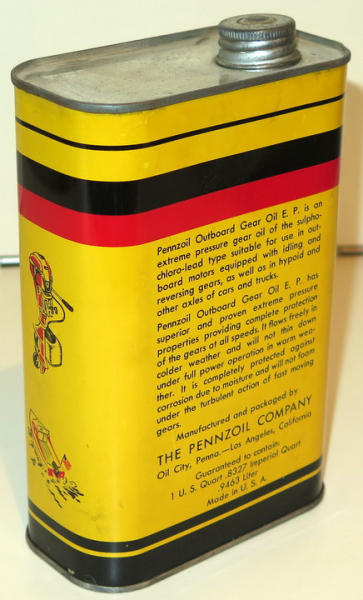 Pennzoil Outboard Gear Oil E. P. is an
extreme pressure gear oil of the sulpho-
chloro-lead type suitable for use in out-
board motors equipped with idling and
reversing gears, as well as in hypoid and
other axles of cars and trucks.
Pennzoil Outboard Gear Oil E. P. has
superior and proven extreme pressure
properties providing complete protection
of the gears at all speeds. It flows freely in
colder weather and will not thin down
under full power operation in warm wea-
ther. It is completely protected against
corrosion due to moisture and will not foam
under the turbulent action of fast moving
gears.
Manufactured and packaged by
THE PENNZOIL COMPANY
Oil City, Penna.—Los Angeles, California
Guaranteed to contain:
1 U. S. Quart .8327 Imperial Quart
.9463 Liter
Made in U. S. A.